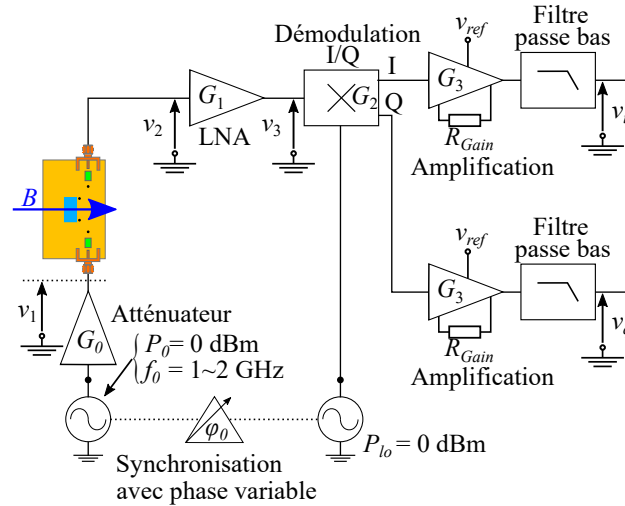 Démodulation
I/Q
v_ref
Filtre
passe bas
G_1
G_2
I
Q
G_3
v_2
LNA
v_3
R_Gain
Amplification
B
v_ref
Filtre
passe bas
v_1
G_0
Atténuateur
P_0 = 0 dBm
f_0 = 1~2 GHz
G_3
R_Gain
Amplification
φ_0
P_lo = 0 dBm
Synchronisation
avec phase variable